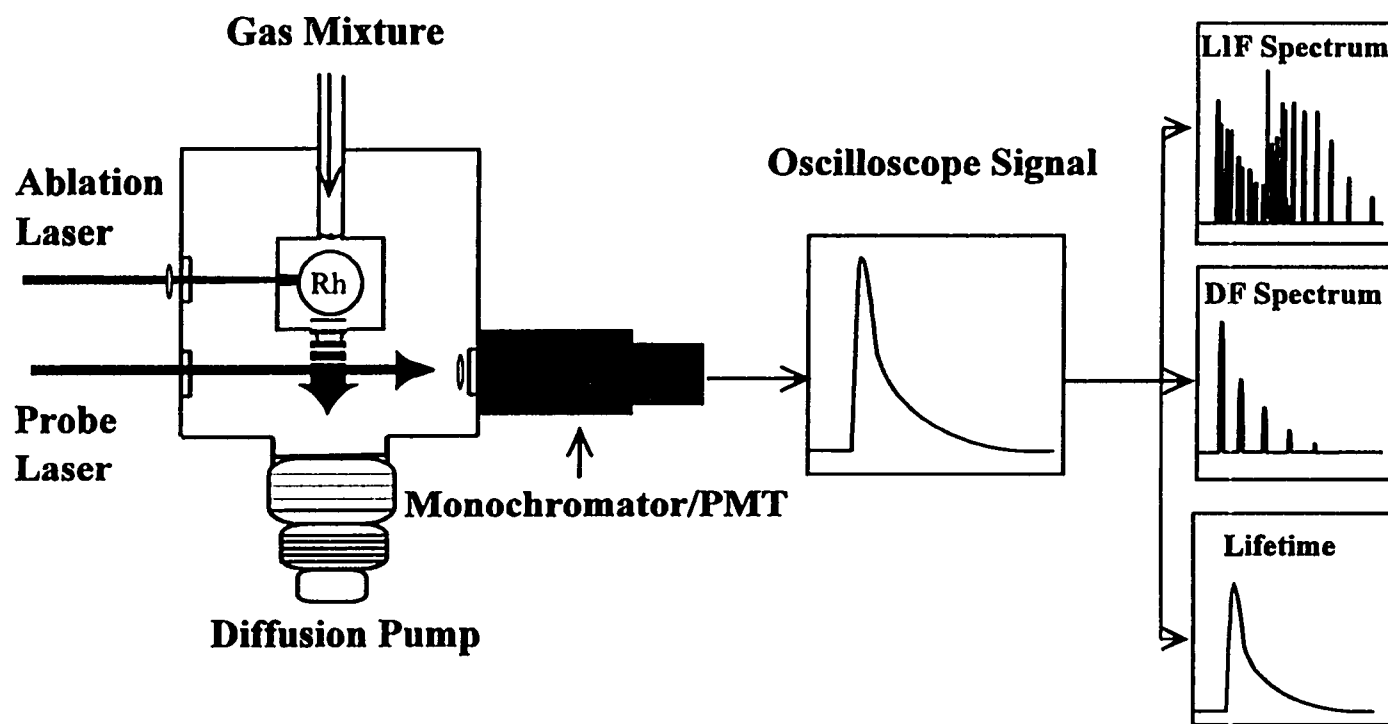 Gas Mixture
Ablation
Laser
Rh
Probe
Laser
Monochromator/PMT
Diffusion Pump
Oscilloscope Signal
LIF Spectrum
DF Spectrum
Lifetime